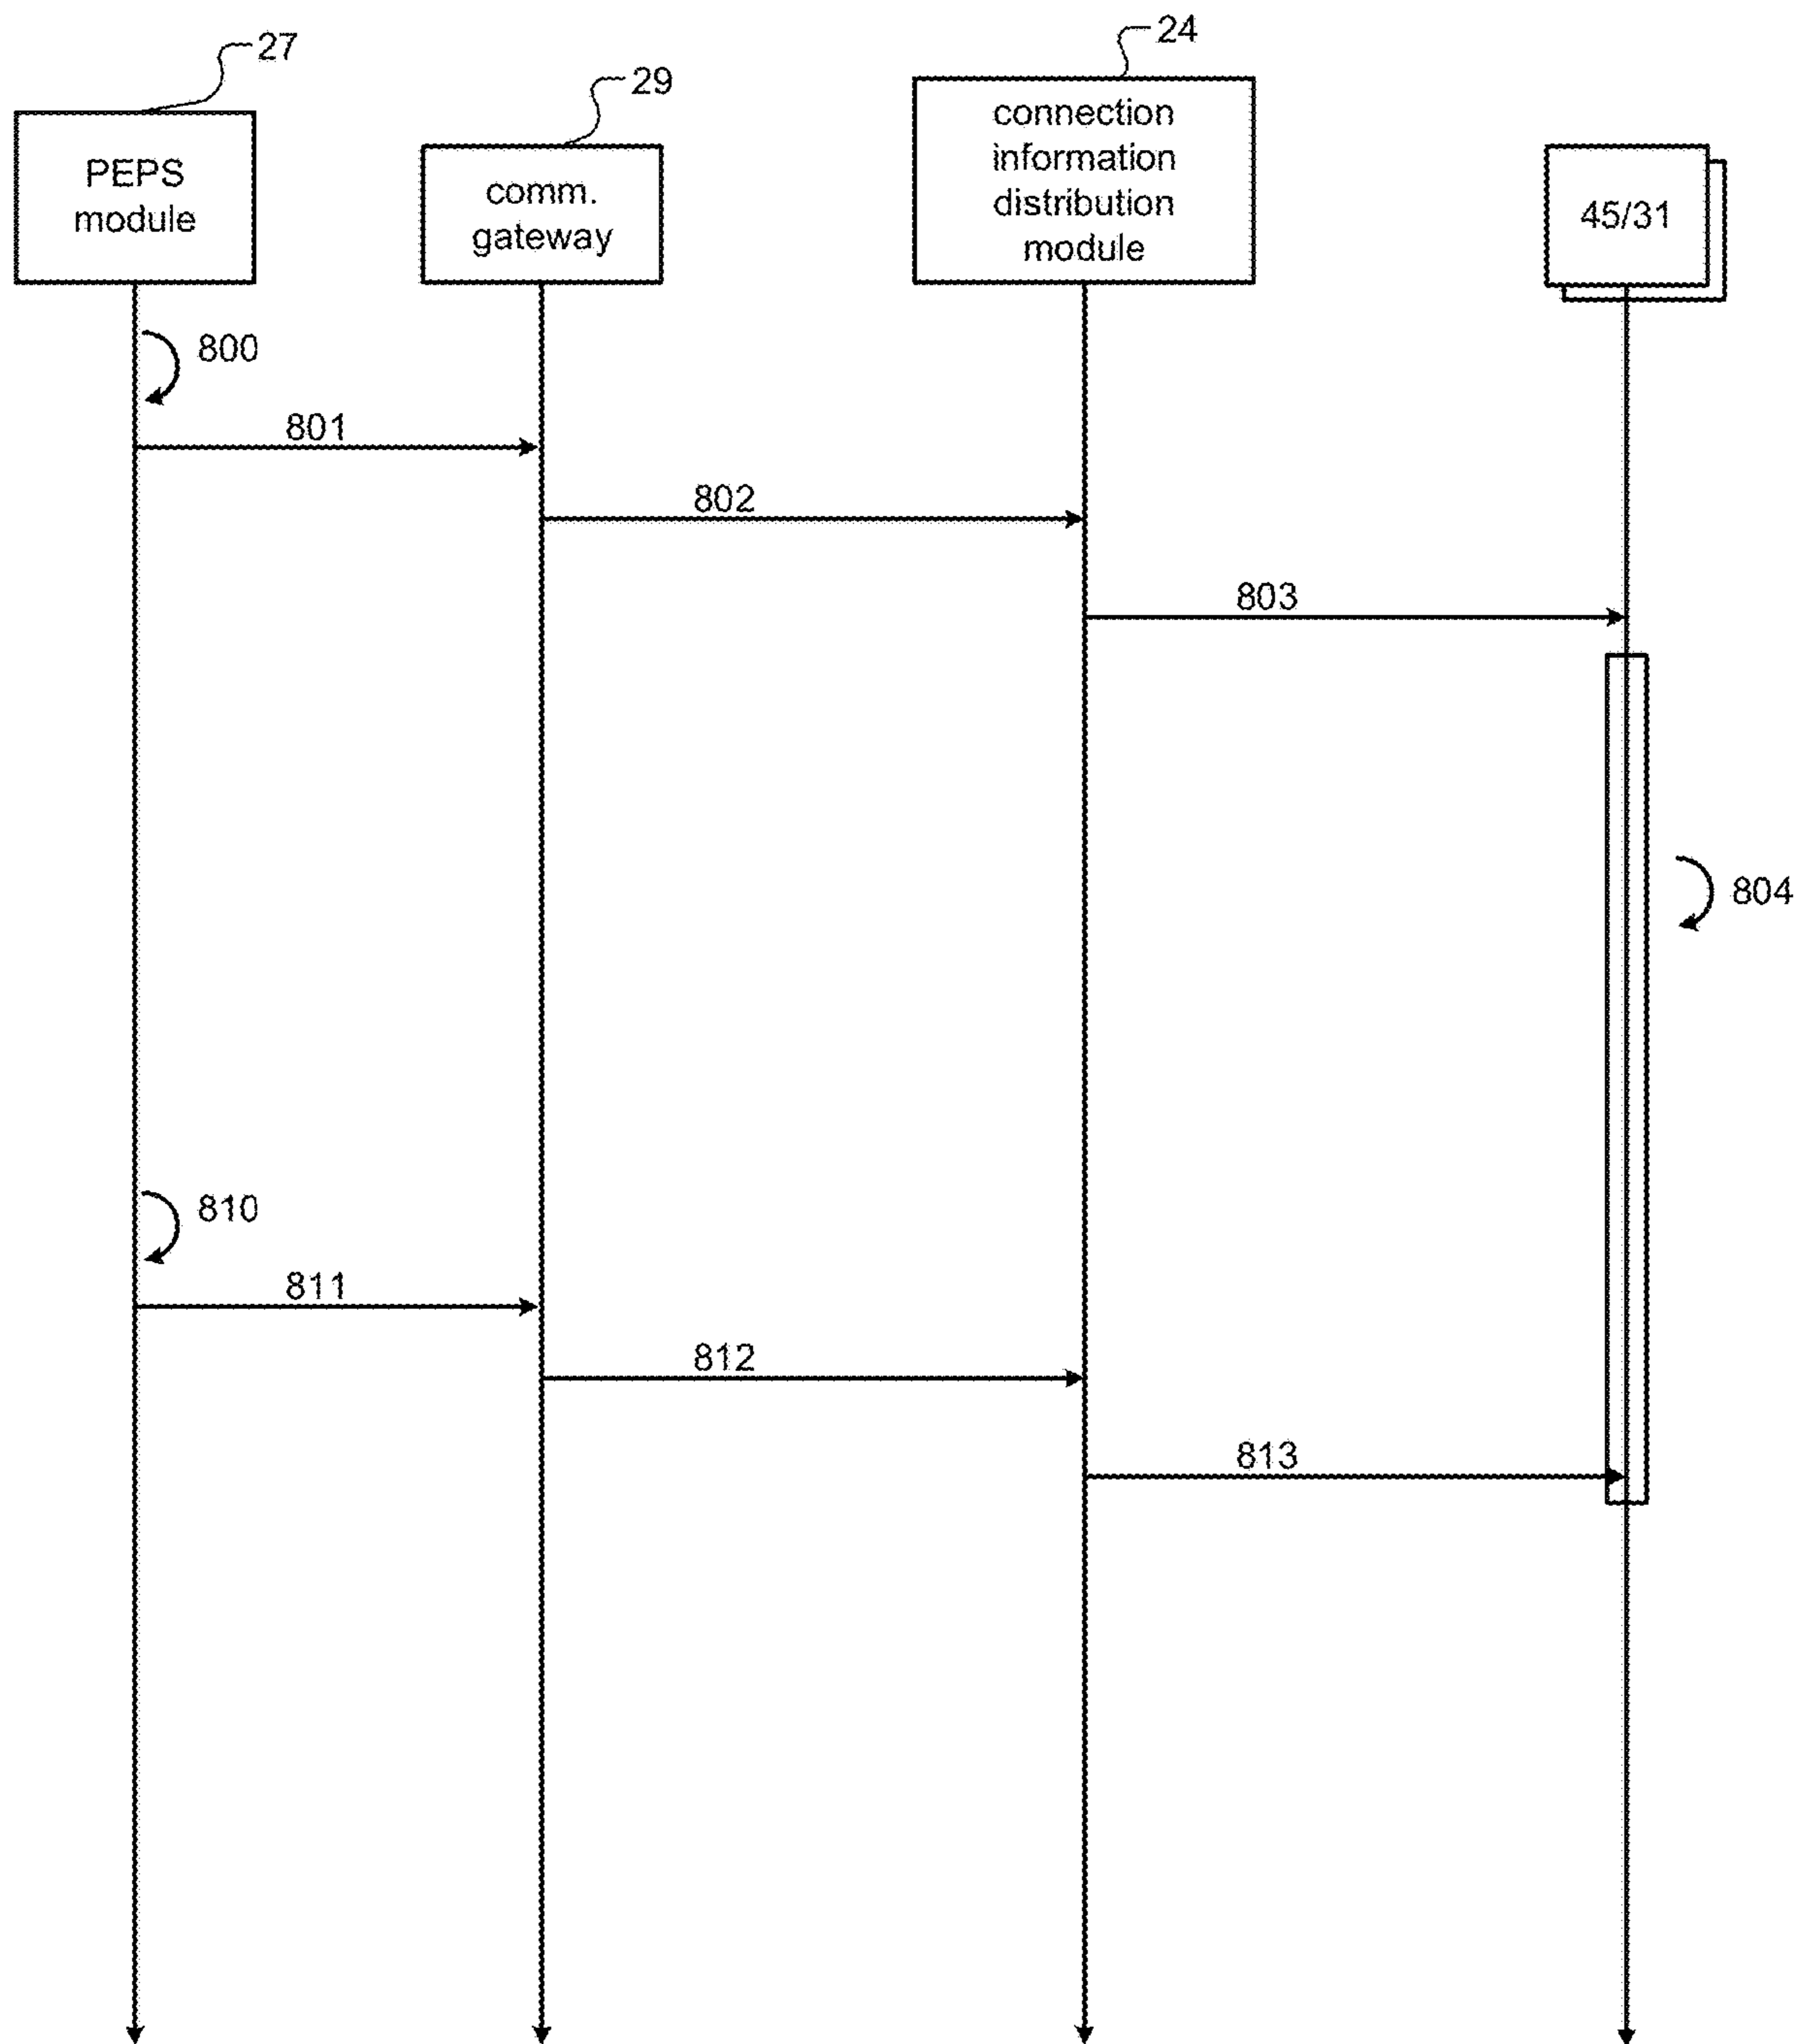 27
29
24
PEPS
module
comm.
gateway
connection
information
distribution
module
45/31
800
801
802
803
804
810
811
812
813